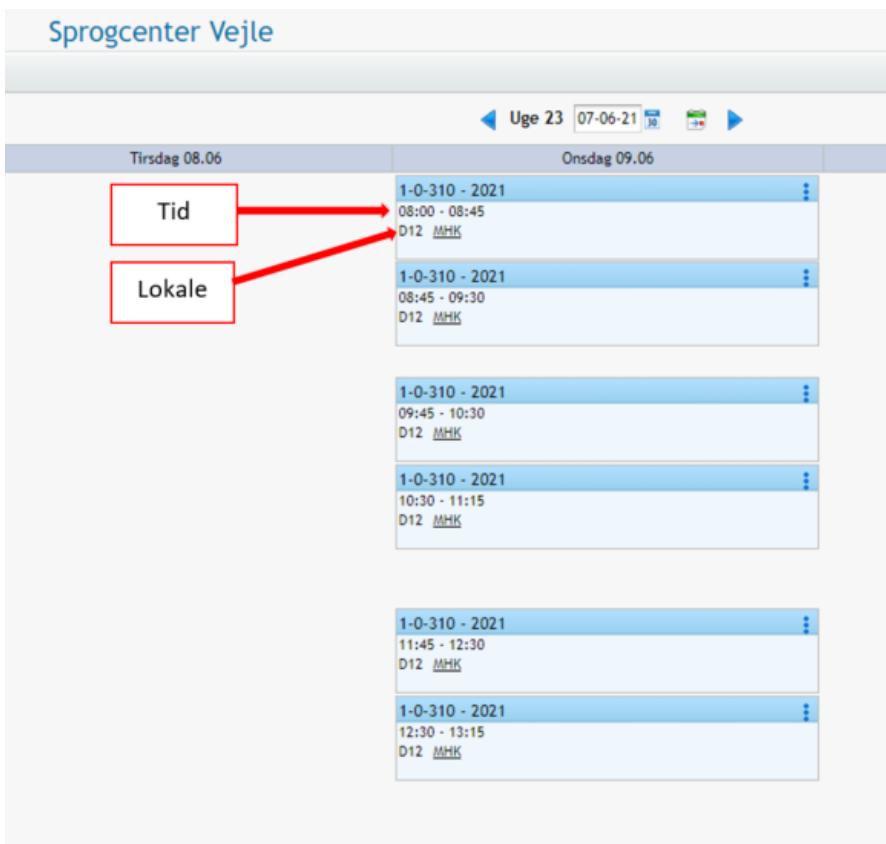 Sprogcenter Vejle
Uge 23 07-06-21
Tirsdag 08.06
Onsdag 09.06
Tid
Lokale
1-0-310 - 2021
08:00 - 08:45
D12 MHK
1-0-310 - 2021
08:45 - 09:30
D12 MHK
1-0-310 - 2021
09:45 - 10:30
D12 MHK
1-0-310 - 2021
10:30 - 11:15
D12 MHK
1-0-310 - 2021
11:45 - 12:30
D12 MHK
1-0-310 - 2021
12:30 - 13:15
D12 MHK